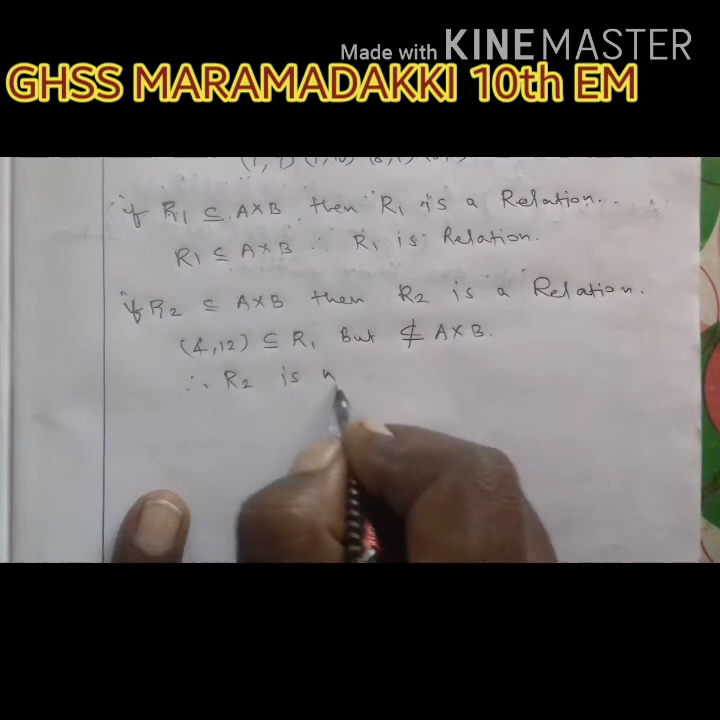 Made with KINEMASTER
GHSS MARAMADAKKI 10th EM
if R1 ⊆ A×B then R1 is a Relation.
R1 ⊆ A×B ∴ R1 is Relation.
if R2 ⊆ A×B then R2 is a Relation.
(4,12) ⊆ R1 But ⊈ A×B.
∴ R2 is n